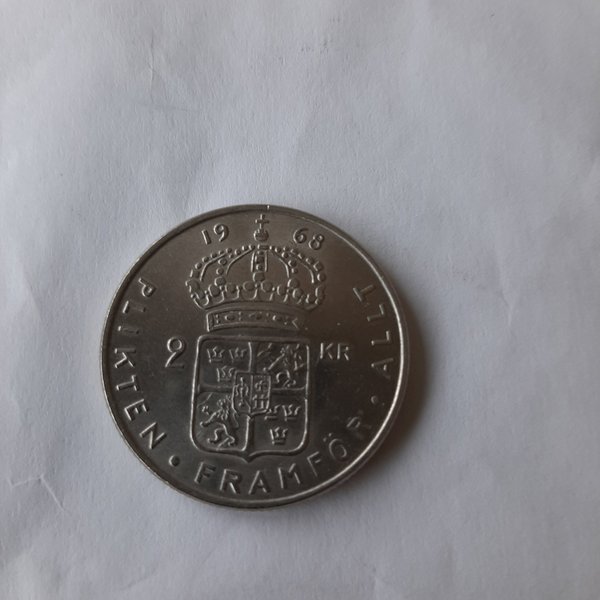 19 68
2 KR
PLIKTEN • FRAMFÖR • ALLT